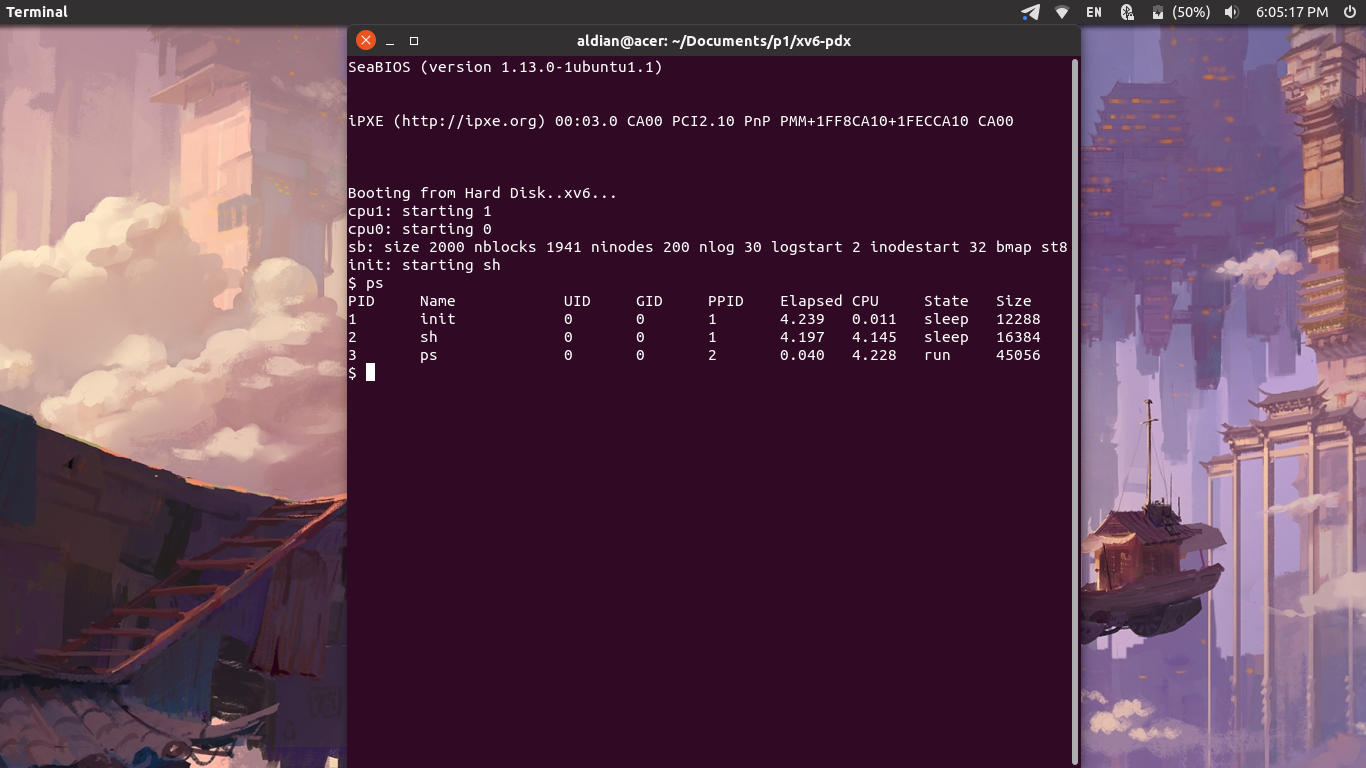 Terminal EN (50%) 6:05:17 PM
aldian@acer: ~/Documents/p1/xv6-pdx
SeaBIOS (version 1.13.0-1ubuntu1.1)
iPXE (http://ipxe.org) 00:03.0 CA00 PCI2.10 PnP PMM+1FF8CA10+1FECCA10 CA00
Booting from Hard Disk..xv6...
cpu1: starting 1
cpu0: starting 0
sb: size 2000 nblocks 1941 ninodes 200 nlog 30 logstart 2 inodestart 32 bmap st8
init: starting sh
$ ps
PID Name UID GID PPID Elapsed CPU State Size
1 init 0 0 1 4.239 0.011 sleep 12288
2 sh 0 0 1 4.197 4.145 sleep 16384
3 ps 0 0 2 0.040 4.228 run 45056
$